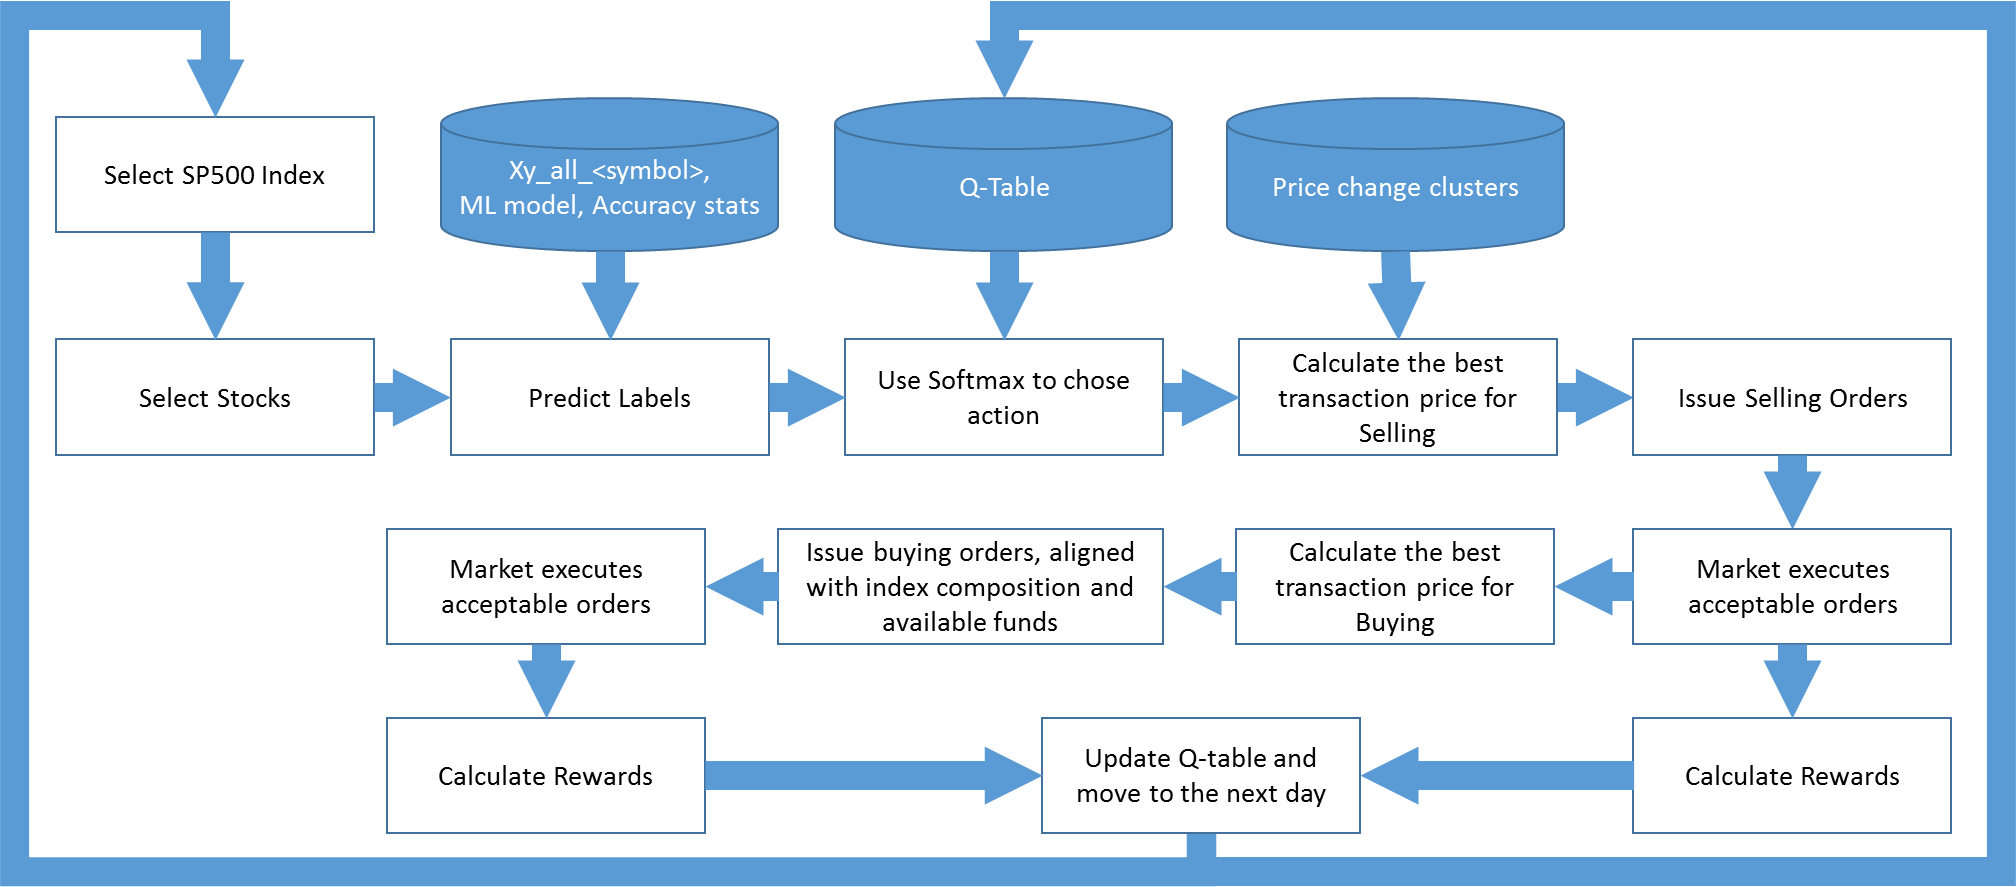 Select SP500 Index
Xy_all_<symbol>,
ML model, Accuracy stats
Q-Table
Price change clusters
Select Stocks
Predict Labels
Use Softmax to chose
action
Calculate the best
transaction price for
Selling
Issue Selling Orders
Market executes
acceptable orders
Issue buying orders, aligned
with index composition and
available funds
Calculate the best
transaction price for
Buying
Market executes
acceptable orders
Calculate Rewards
Update Q-table and
move to the next day
Calculate Rewards